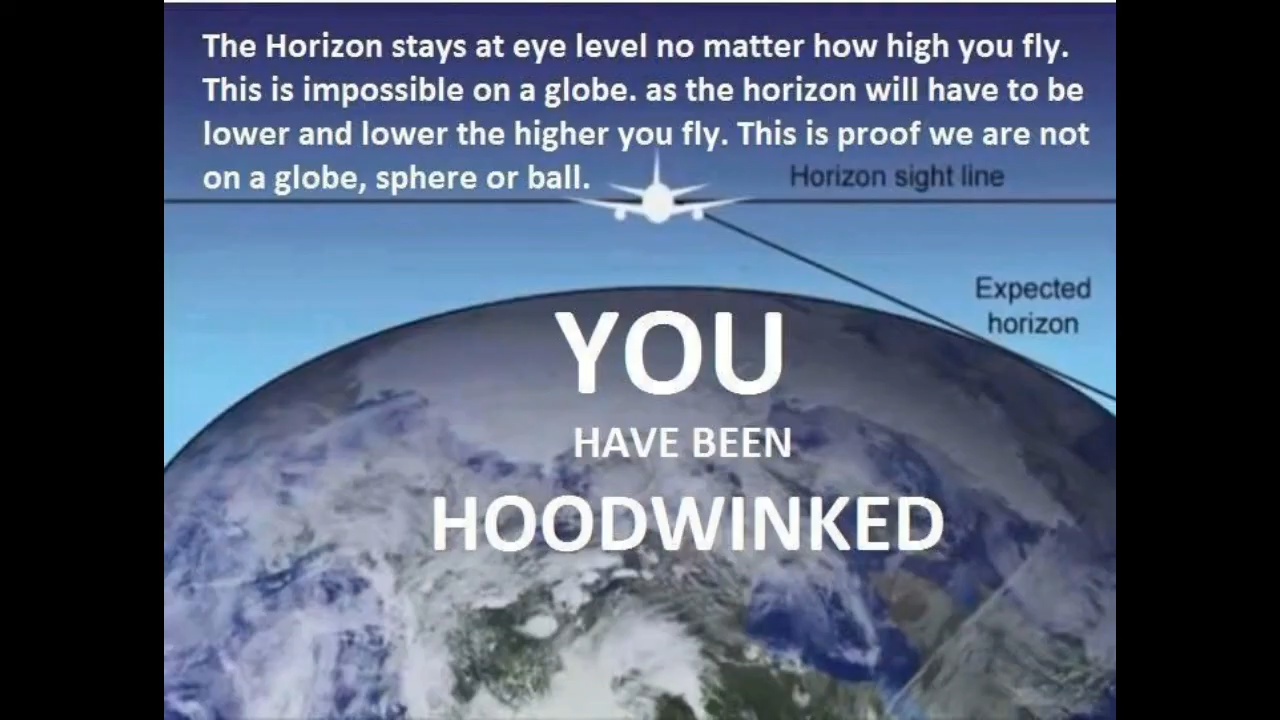 The Horizon stays at eye level no matter how high you fly.
This is impossible on a globe. as the horizon will have to be
lower and lower the higher you fly. This is proof we are not
on a globe, sphere or ball.
Horizon sight line
Expected
horizon
YOU
HAVE BEEN
HOODWINKED